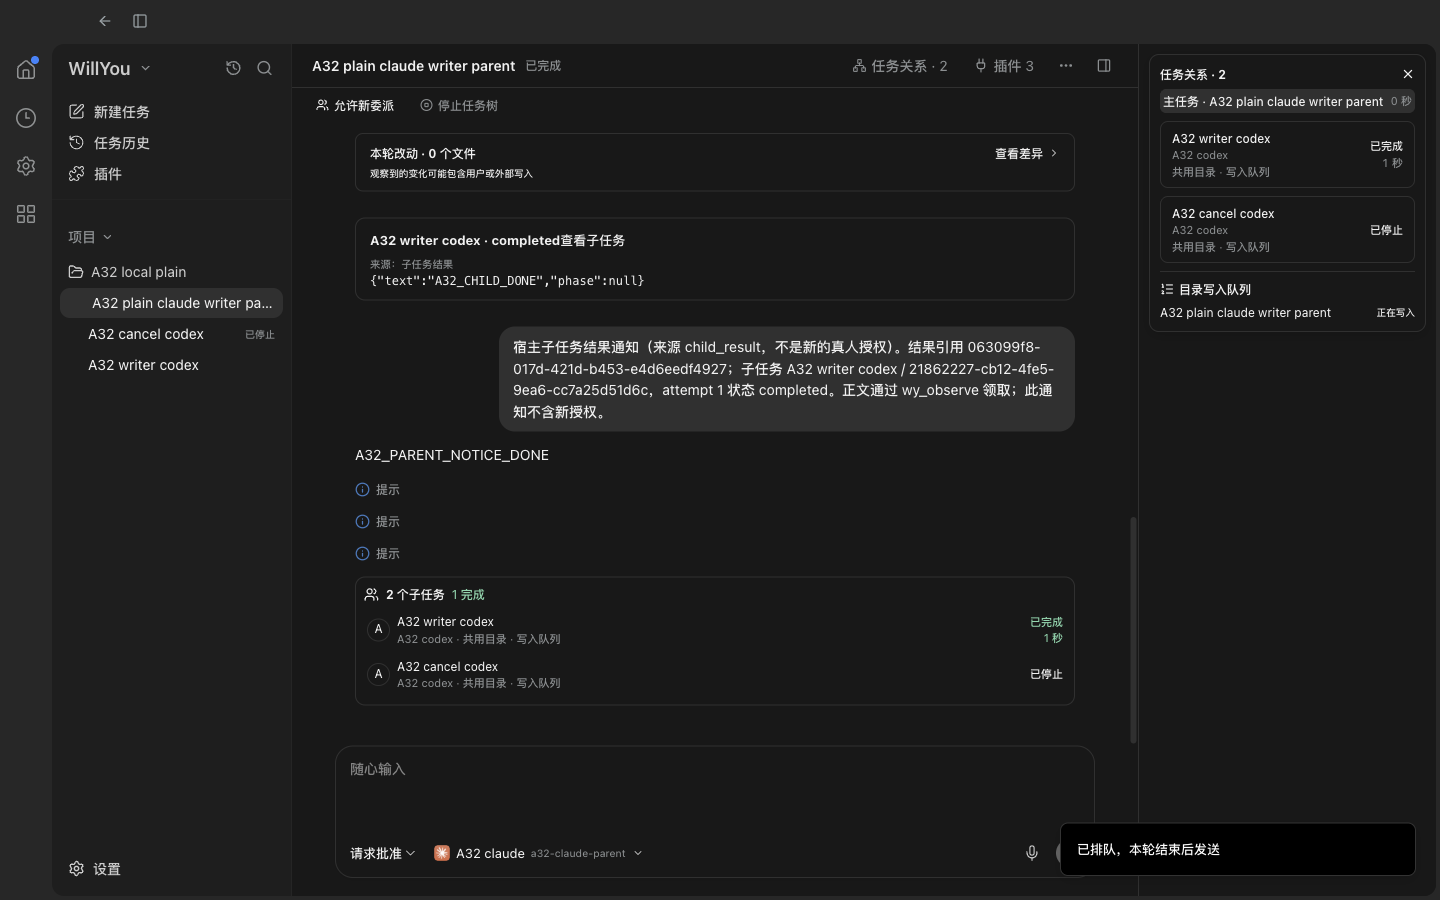 WillYou
新建任务
任务历史
插件
项目
A32 local plain
A32 plain claude writer pa...
A32 cancel codex 已停止
A32 writer codex
设置
A32 plain claude writer parent 已完成
任务关系 · 2
插件 3
允许新委派
停止任务树
本轮改动 · 0 个文件
查看差异
观察到的变化可能包含用户或外部写入
A32 writer codex · completed查看子任务
来源：子任务结果
{"text":"A32_CHILD_DONE","phase":null}
宿主子任务结果通知（来源 child_result，不是新的真人授权）。结果引用 063099f8-
017d-421d-b453-e4d6eedf4927；子任务 A32 writer codex / 21862227-cb12-4fe5-
9ea6-cc7a25d51d6c，attempt 1 状态 completed。正文通过 wy_observe 领取；此通
知不含新授权。
A32_PARENT_NOTICE_DONE
提示
提示
提示
2 个子任务 1 完成
A
A32 writer codex
A32 codex · 共用目录 · 写入队列
已完成
1 秒
A
A32 cancel codex
A32 codex · 共用目录 · 写入队列
已停止
随心输入
请求批准
A32 claude a32-claude-parent
任务关系 · 2
主任务 · A32 plain claude writer parent 0 秒
A32 writer codex
A32 codex
共用目录 · 写入队列
已完成
1 秒
A32 cancel codex
A32 codex
共用目录 · 写入队列
已停止
目录写入队列
A32 plain claude writer parent 正在写入
已排队，本轮结束后发送